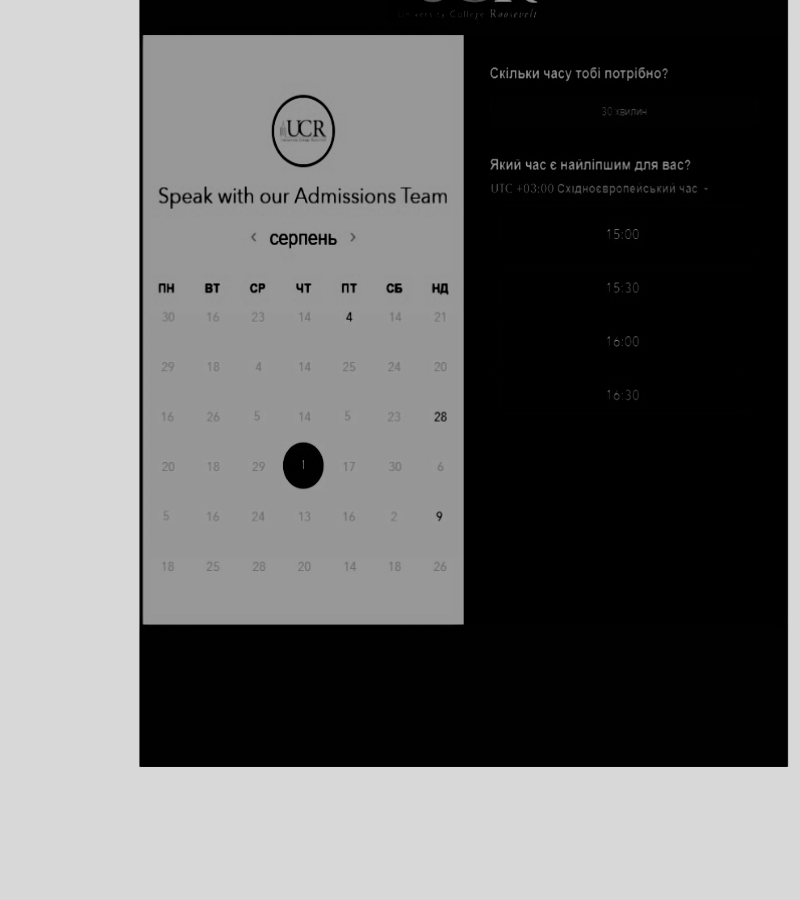 UCR
University College Roosevelt
UCR
Speak with our Admissions Team
‹ серпень ›
ПН ВТ СР ЧТ ПТ СБ НД
30 16 23 14 4 14 21
29 18 4 14 25 24 20
16 26 5 14 5 23 28
20 18 29 1 17 30 6
5 16 24 13 16 2 9
18 25 28 20 14 18 26
Скільки часу тобі потрібно?
30 хвилин
Який час є найліпшим для вас?
UTC +03:00 Східноєвропейський час
15:00
15:30
16:00
16:30